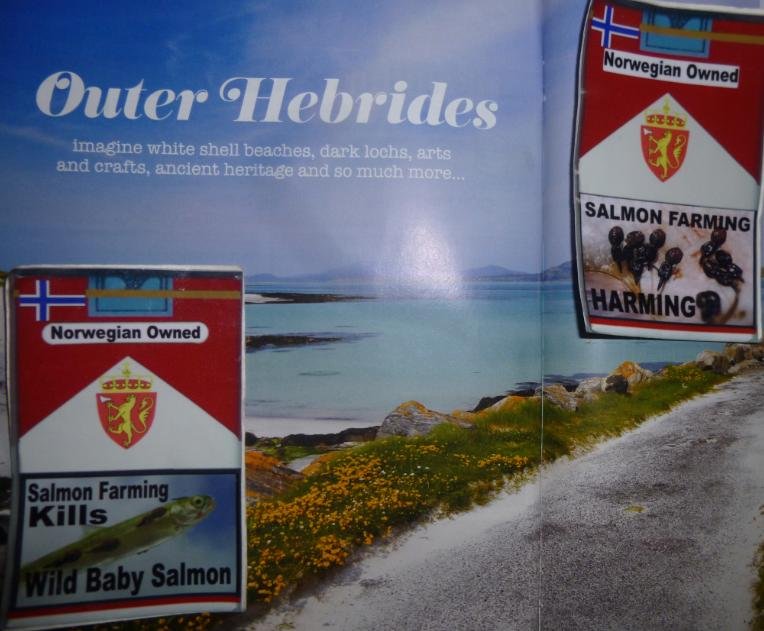 Outer Hebrides
imagine white shell beaches, dark lochs, arts
and crafts, ancient heritage and so much more...
Norwegian Owned
SALMON FARMING
HARMING
Norwegian Owned
Salmon Farming
Kills
Wild Baby Salmon